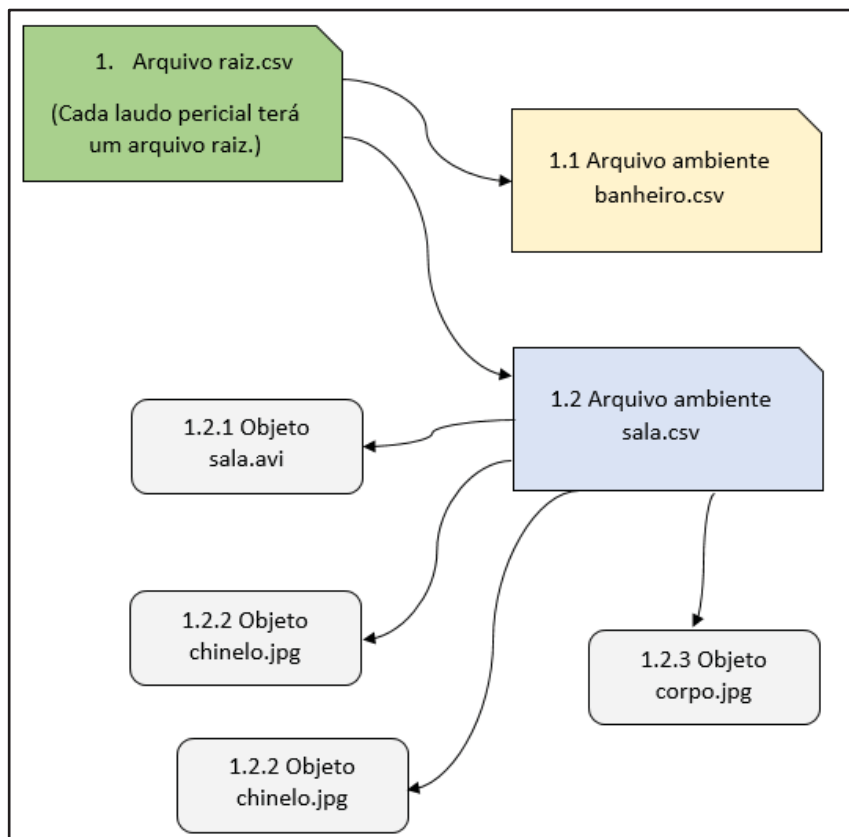 1. Arquivo raiz.csv
(Cada laudo pericial terá
um arquivo raiz.)
1.1 Arquivo ambiente
banheiro.csv
1.2 Arquivo ambiente
sala.csv
1.2.1 Objeto
sala.avi
1.2.2 Objeto
chinelo.jpg
1.2.3 Objeto
corpo.jpg
1.2.2 Objeto
chinelo.jpg